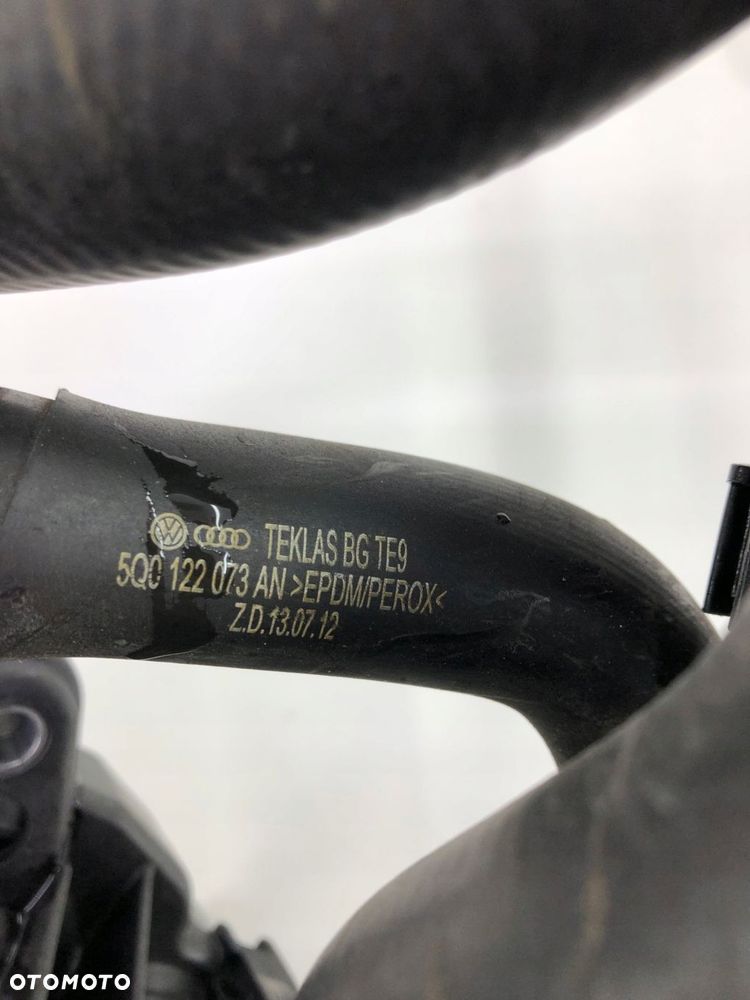 TEKLAS BG TE9
5Q0 122 073 AN >EPDM/PEROX<
Z.D.13.07.12
OTOMOTO